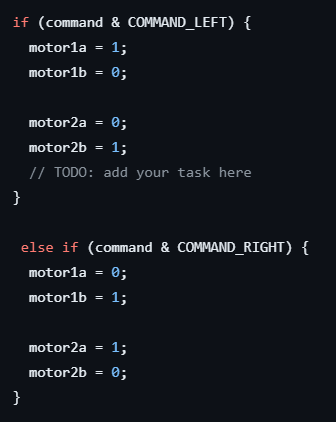 if (command & COMMAND_LEFT) {
  motor1a = 1;
  motor1b = 0;

  motor2a = 0;
  motor2b = 1;
  // TODO: add your task here
}

 else if (command & COMMAND_RIGHT) {
  motor1a = 0;
  motor1b = 1;

  motor2a = 1;
  motor2b = 0;
}